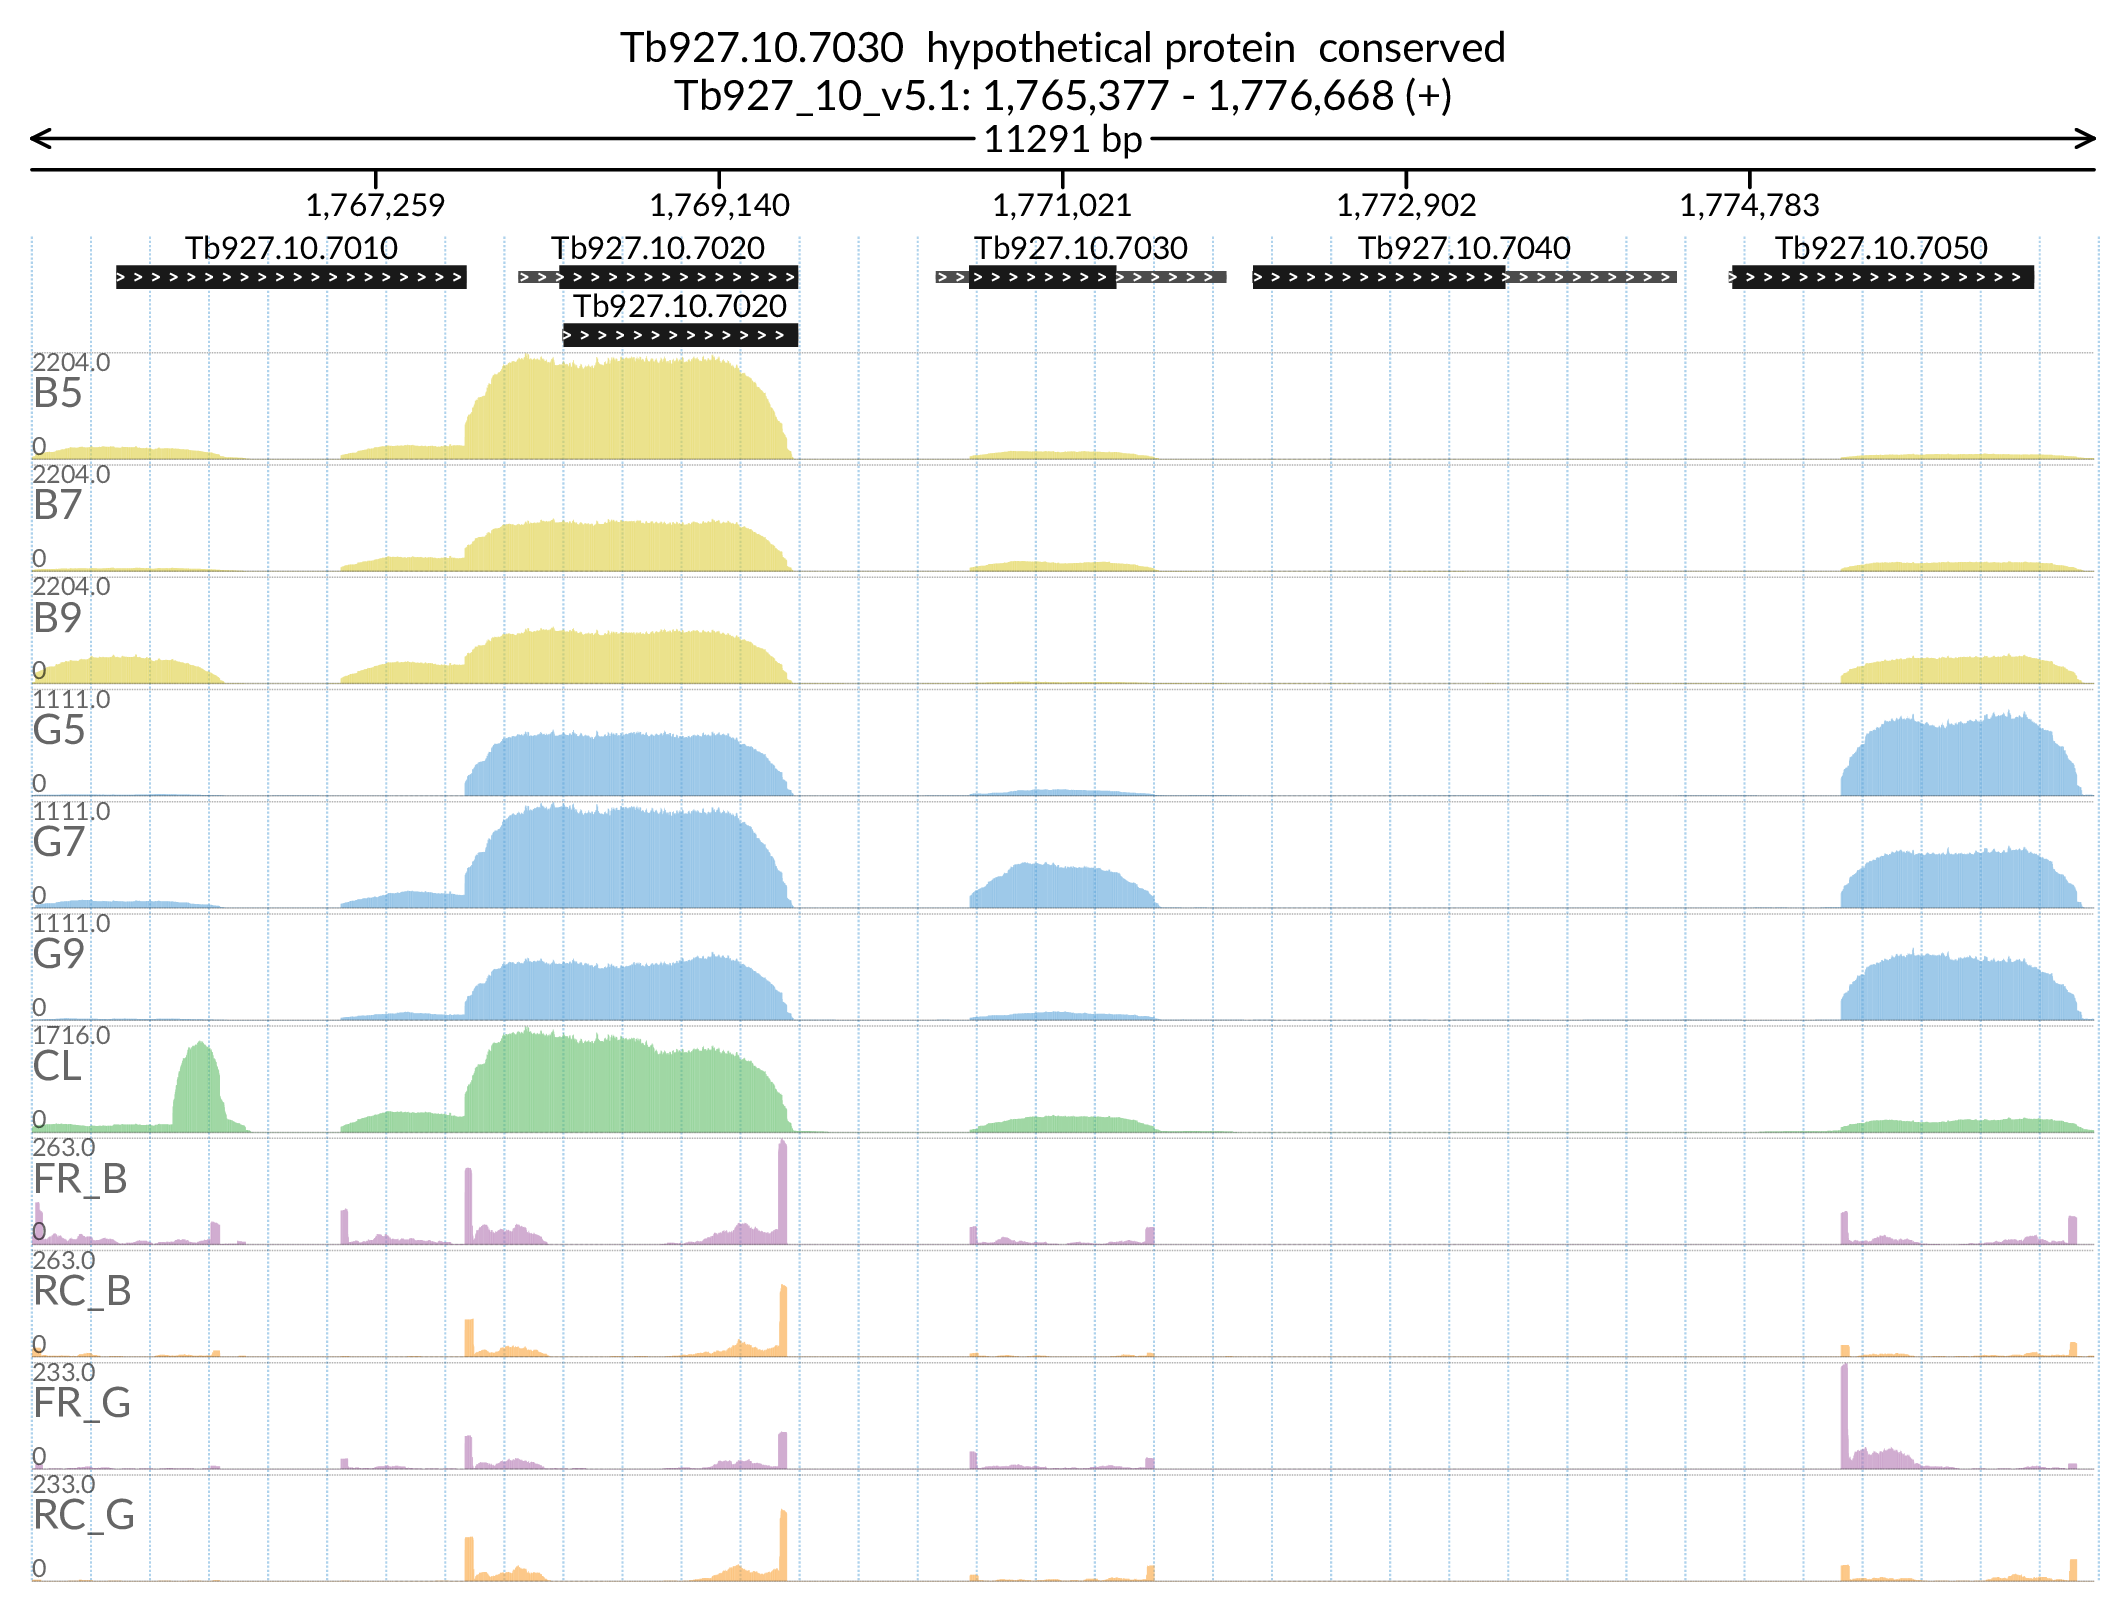 Tb927.10.7030  hypothetical protein  conserved
Tb927_10_v5.1: 1,765,377 - 1,776,668 (+)
11291 bp
1,767,259 1,769,140 1,771,021 1,772,902 1,774,783
Tb927.10.7010 Tb927.10.7020 Tb927.10.7030 Tb927.10.7040 Tb927.10.7050
Tb927.10.7020
2204.0
B5
0
2204.0
B7
0
2204.0
B9
0
1111.0
G5
0
1111.0
G7
0
1111.0
G9
0
1716.0
CL
0
263.0
FR_B
0
263.0
RC_B
0
233.0
FR_G
0
233.0
RC_G
0